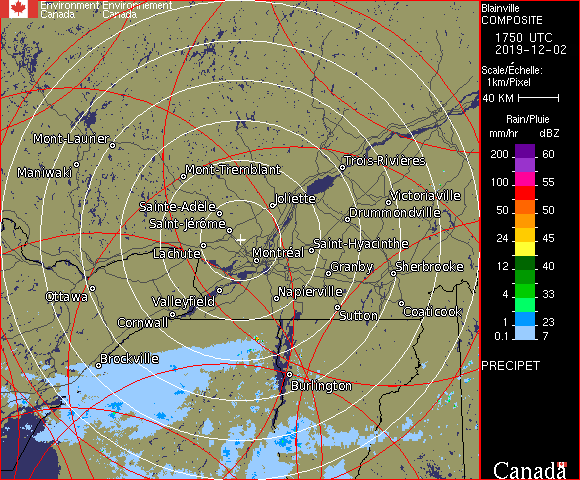 Environment Environnement
Canada Canada
Blainville
COMPOSITE
1750 UTC
2019-12-02
Scale/Échelle:
1km/Pixel
40 KM
Rain/Pluie
mm/hr dBZ
200 60
100 55
50 50
24 45
12 40
4 33
1 23
0.1 7
PRECIPET
Canada
Mont-Laurier
Maniwaki
Mont-Tremblant
Trois-Rivières
Joliette
Victoriaville
Sainte-Adèle
Drummondville
Saint-Jérôme
Saint-Hyacinthe
Lachute
Montréal
Granby
Sherbrooke
Ottawa
Valleyfield
Napierville
Cornwall
Sutton
Coaticook
Brockville
Burlington